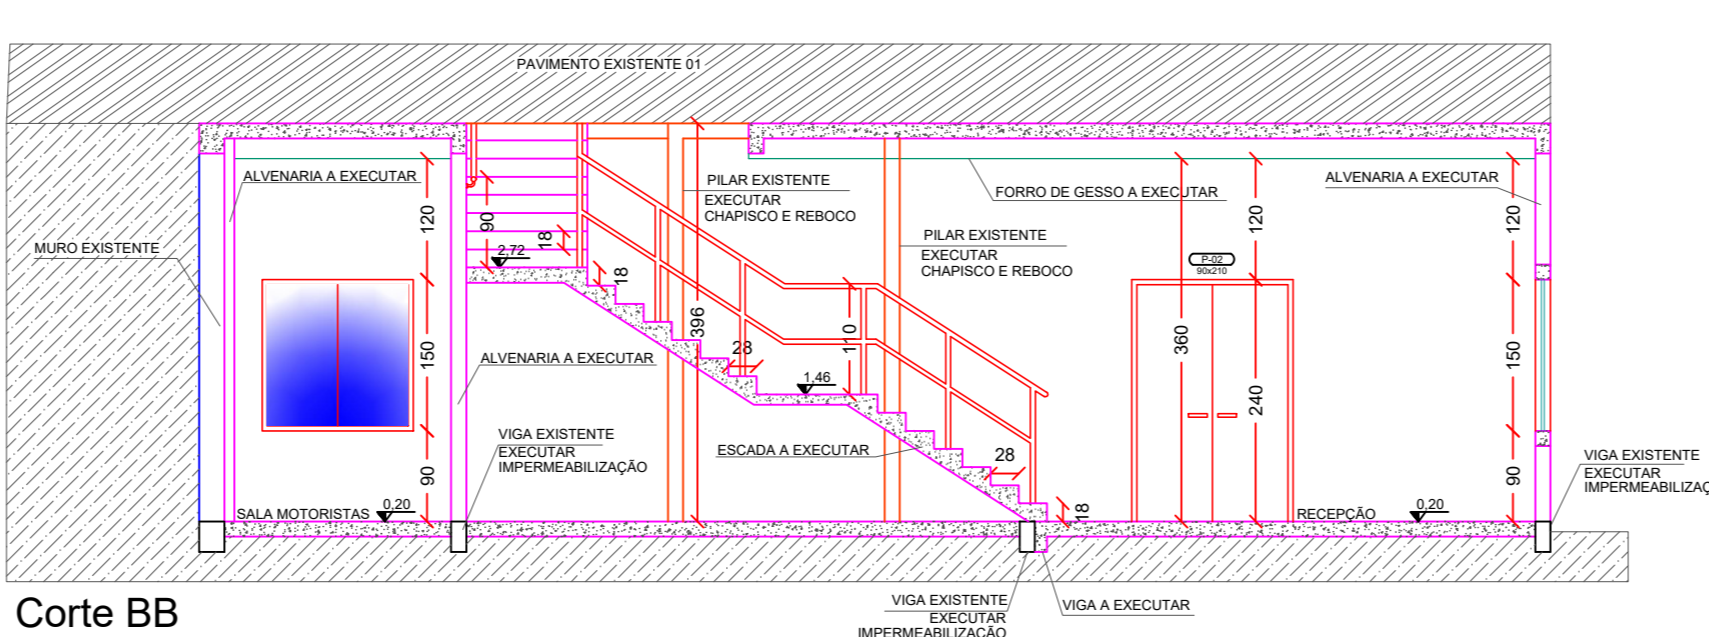 PAVIMENTO EXISTENTE 01
ALVENARIA A EXECUTAR
PILAR EXISTENTE
EXECUTAR
CHAPISCO E REBOCO
FORRO DE GESSO A EXECUTAR
ALVENARIA A EXECUTAR
MURO EXISTENTE
120
90
18
2,72
18
PILAR EXISTENTE
EXECUTAR
CHAPISCO E REBOCO
P-02
90x210
120
120
396
28
110
360
150
150
ALVENARIA A EXECUTAR
1,46
240
VIGA EXISTENTE
EXECUTAR
IMPERMEABILIZAÇÃO
ESCADA A EXECUTAR
28
90
90
VIGA EXISTENTE
EXECUTAR
IMPERMEABILIZAÇ
SALA MOTORISTAS
0,20
18
RECEPÇÃO
0,20
Corte BB
VIGA EXISTENTE
EXECUTAR
IMPERMEABILIZAÇÃO
VIGA A EXECUTAR